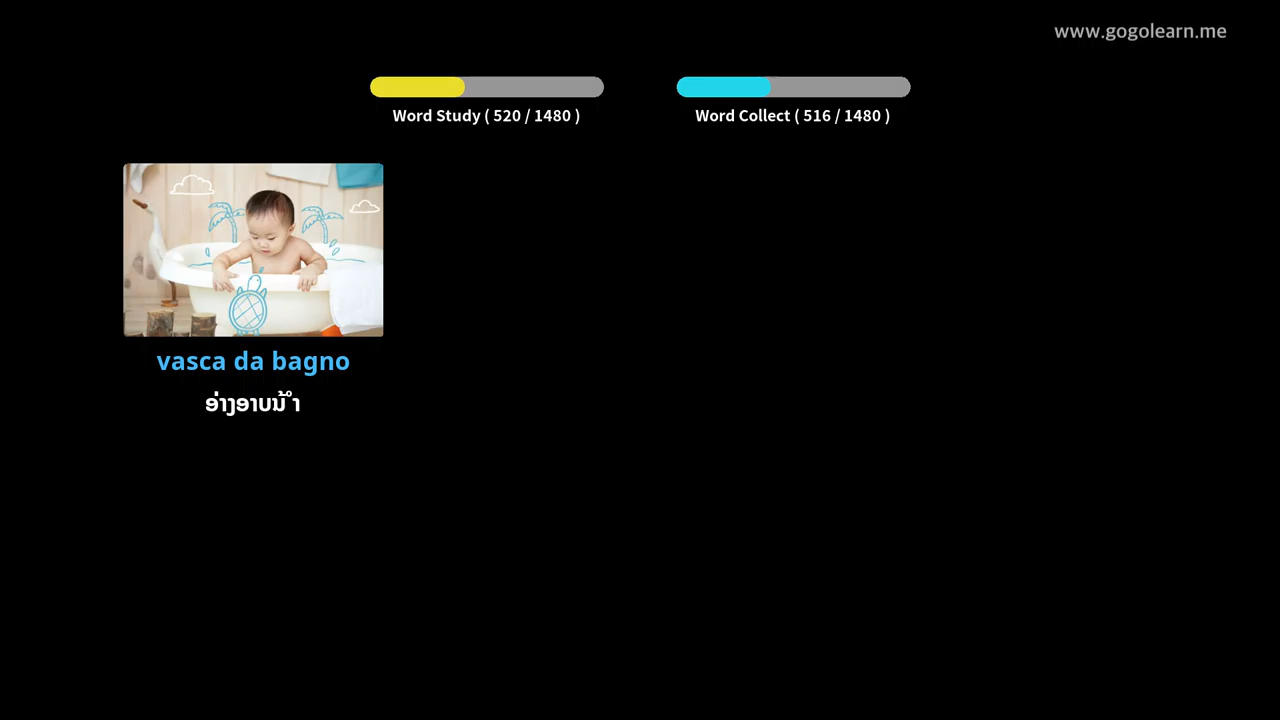 www.gogolearn.me
Word Study ( 520 / 1480 )
Word Collect ( 516 / 1480 )
vasca da bagno
ອ່າງອາບນ້ຳ